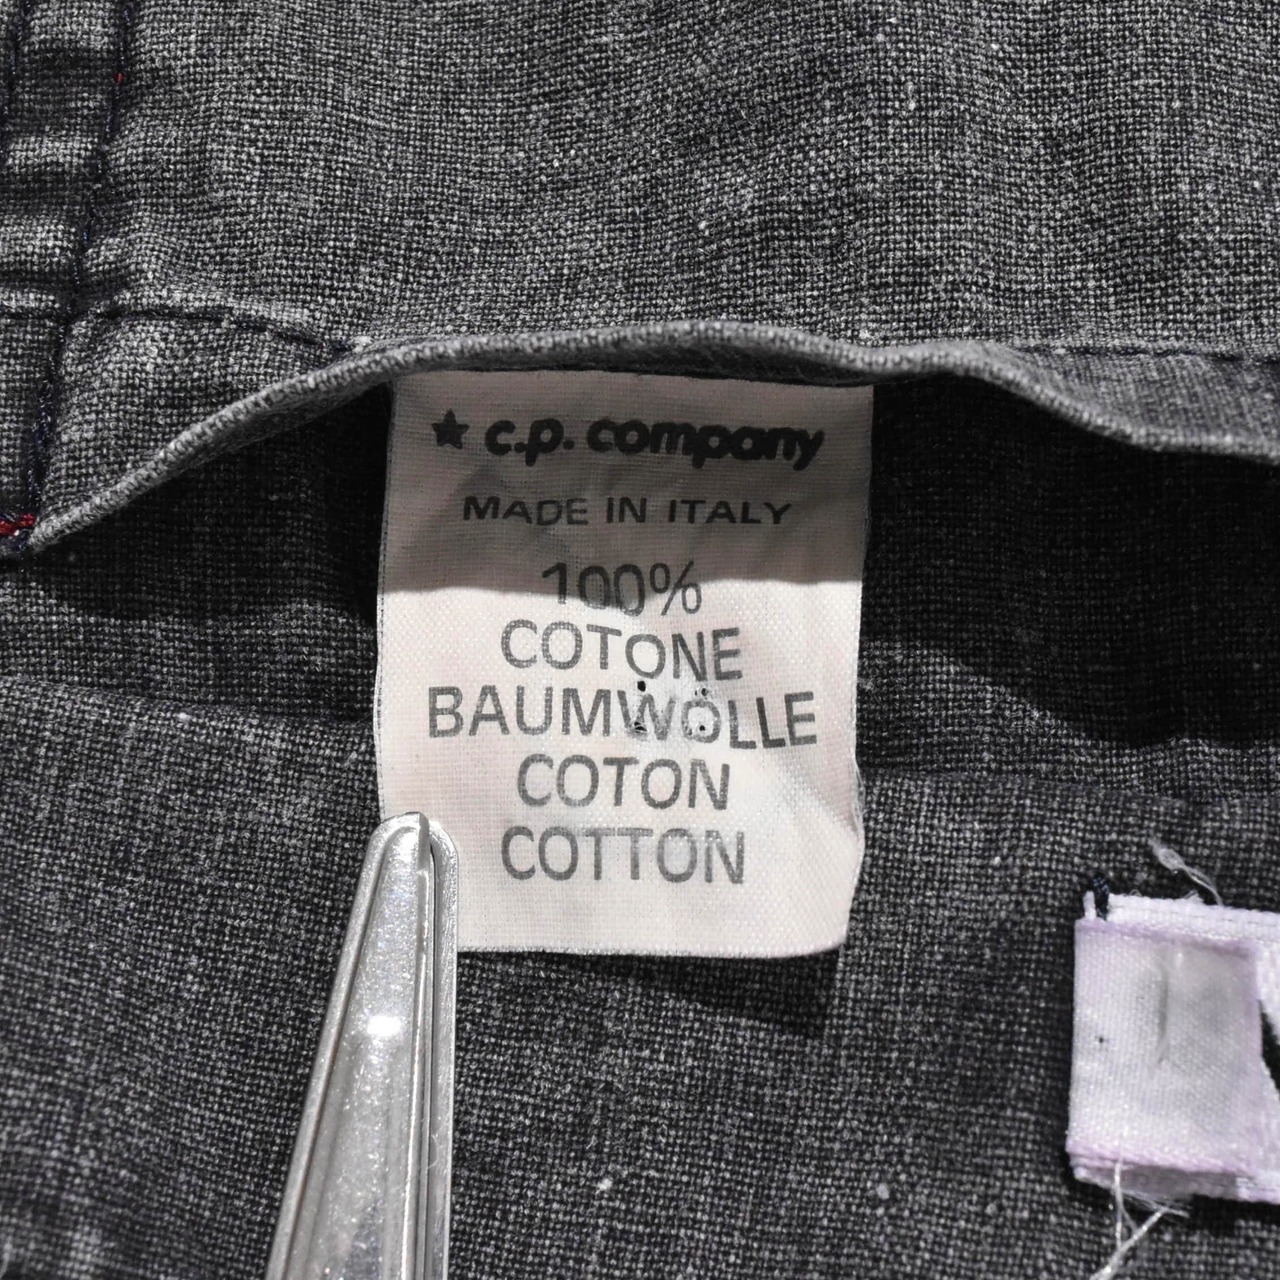 ★ c.p. company
MADE IN ITALY
100%
COTONE
BAUMWOLLE
COTON
COTTON